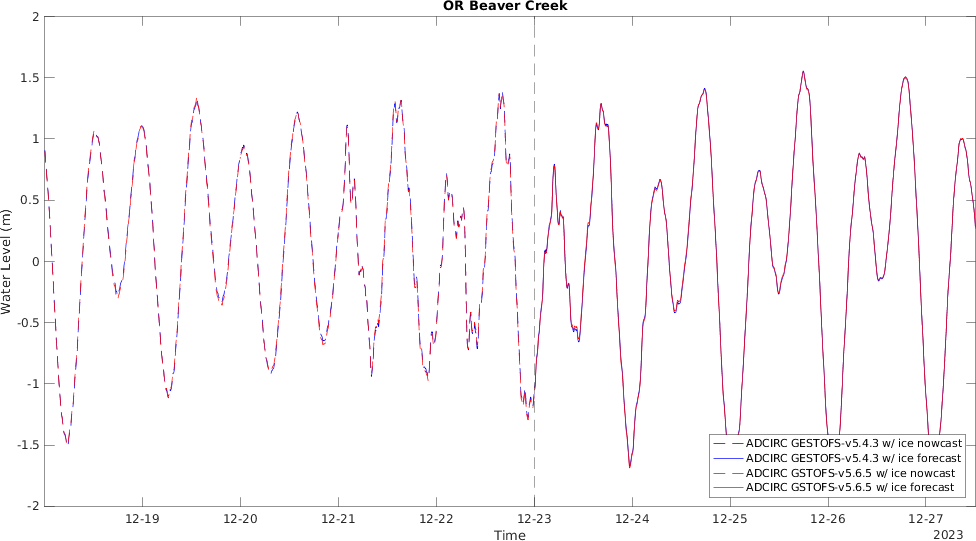 OR Beaver Creek
2
1.5
1
0.5
0
-0.5
-1
-1.5
-2
Water Level (m)
12-19
12-20
12-21
12-22
12-23
12-24
12-25
12-26
12-27
Time
2023
ADCIRC GESTOFS-v5.4.3 w/ ice nowcast
ADCIRC GESTOFS-v5.4.3 w/ ice forecast
ADCIRC GSTOFS-v5.6.5 w/ ice nowcast
ADCIRC GSTOFS-v5.6.5 w/ ice forecast